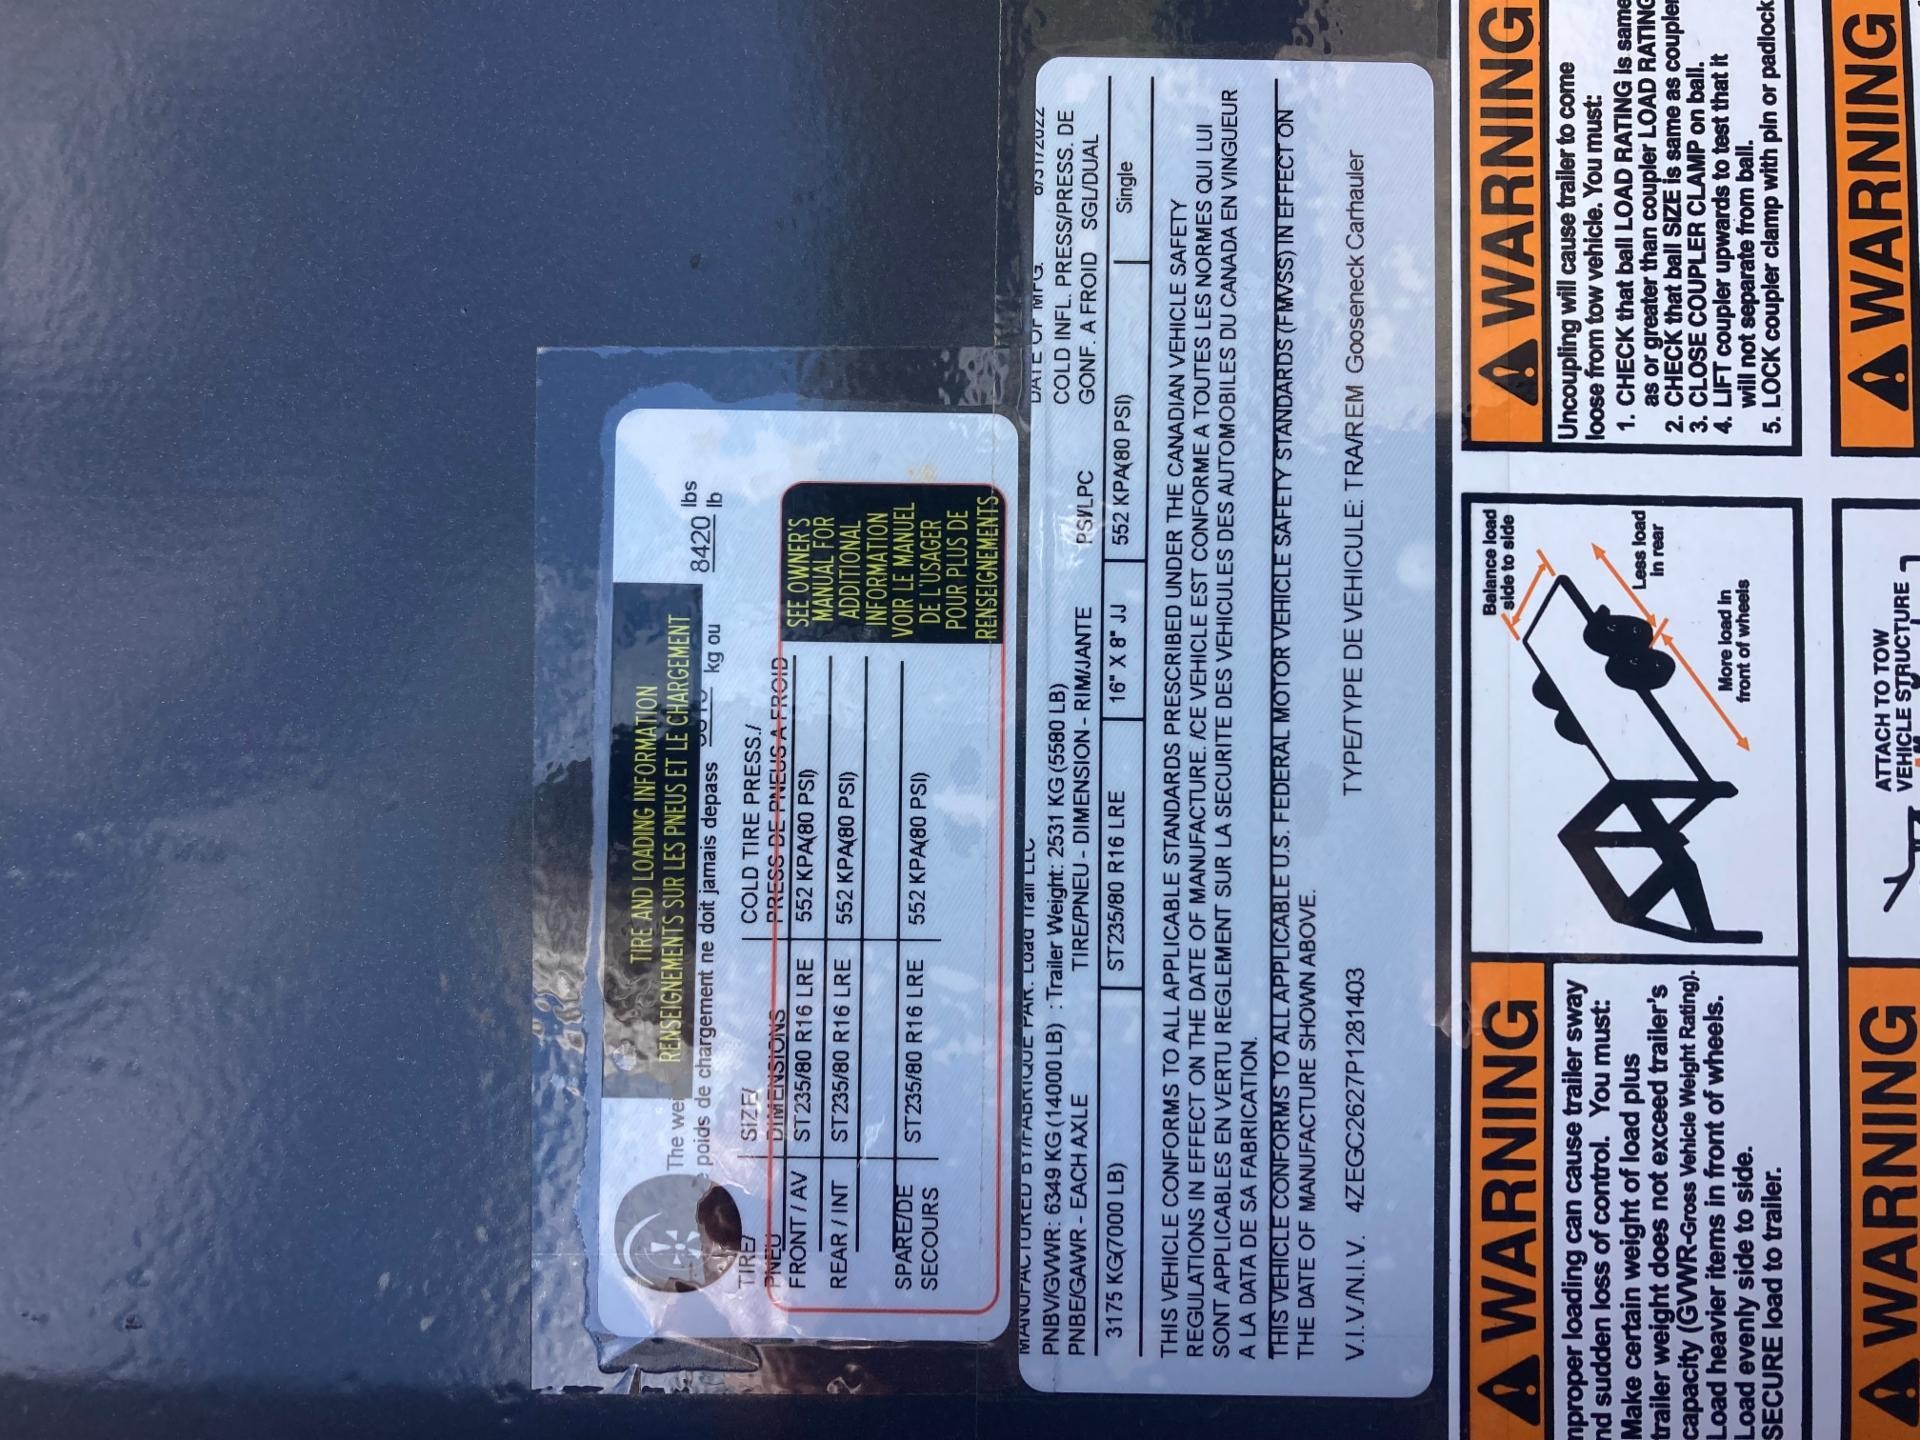 TIRE AND LOADING INFORMATION
RENSEIGNEMENTS SUR LES PNEUS ET LE CHARGEMENT
The 8420 lbs
poids de chargement ne doit jamais depass kg ou lb
TIRE/ SIZE/ COLD TIRE PRESS./
PNEU DIMENSIONS PRESS DE PNEUS A FROID
FRONT / AV ST235/80 R16 LRE 552 KPA(80 PSI)
REAR / INT ST235/80 R16 LRE 552 KPA(80 PSI)
SPARE/DE ST235/80 R16 LRE 552 KPA(80 PSI)
SECOURS
SEE OWNER'S
MANUAL FOR
ADDITIONAL
INFORMATION
VOIR LE MANUEL
DE L'USAGER
POUR PLUS DE
RENSEIGNEMENTS
MANUFACTURED BY/FABRIQUE PAR: Load Trail LLC DATE OF MFG.
PNBV/GVWR: 6349 KG (14000 LB) : Trailer Weight: 2531 KG (5580 LB) COLD INFL. PRESS/PRESS. DE
PNBE/GAWR - EACH AXLE TIRE/PNEU - DIMENSION - RIM/JANTE PSI/LPC GONF. A FROID SGL/DUAL
3175 KG(7000 LB) ST235/80 R16 LRE 16" X 8" JJ 552 KPA(80 PSI) Single
THIS VEHICLE CONFORMS TO ALL APPLICABLE STANDARDS PRESCRIBED UNDER THE CANADIAN VEHICLE SAFETY
REGULATIONS IN EFFECT ON THE DATE OF MANUFACTURE. /CE VEHICLE EST CONFORME A TOUTES LES NORMES QUI LUI
SONT APPLICABLES EN VERTU REGLEMENT SUR LA SECURITE DES VEHICULES DES AUTOMOBILES DU CANADA EN VINGUEUR
A LA DATA DE SA FABRICATION.
THIS VEHICLE CONFORMS TO ALL APPLICABLE U.S. FEDERAL MOTOR VEHICLE SAFETY STANDARDS (FMVSS) IN EFFECT ON
THE DATE OF MANUFACTURE SHOWN ABOVE.
V.I.V./N.I.V. 4ZEGC2627P1281403 TYPE/TYPE DE VEHICULE: TRA/REM Gooseneck Carhauler
WARNING
nproper loading can cause trailer sway
nd sudden loss of control. You must:
Make certain weight of load plus
trailer weight does not exceed trailer's
capacity (GVWR-Gross Vehicle Weight Rating).
Load heavier items in front of wheels.
Load evenly side to side.
SECURE load to trailer.
Balance load
side to side
Less load
in rear
More load in
front of wheels
WARNING
Uncoupling will cause trailer to come
loose from tow vehicle. You must:
1. CHECK that ball LOAD RATING is same
as or greater than coupler LOAD RATING
2. CHECK that ball SIZE is same as coupler
3. CLOSE COUPLER CLAMP on ball.
4. LIFT coupler upwards to test that it
will not separate from ball.
5. LOCK coupler clamp with pin or padlock
WARNING
ATTACH TO TOW
VEHICLE STRUCTURE
WARNING